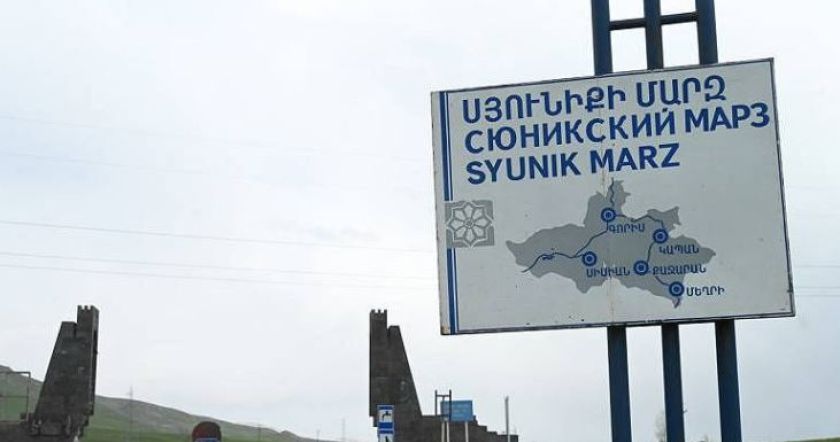 ՍՅՈՒՆԻՔԻ ՄԱՐԶ
СЮНИКСКИЙ МАРЗ
SYUNIK MARZ
ԳՈՐԻՍ
ԿԱՊԱՆ
ՍԻՍԻԱՆ
ՔԱՋԱՐԱՆ
ՄԵՂՐԻ